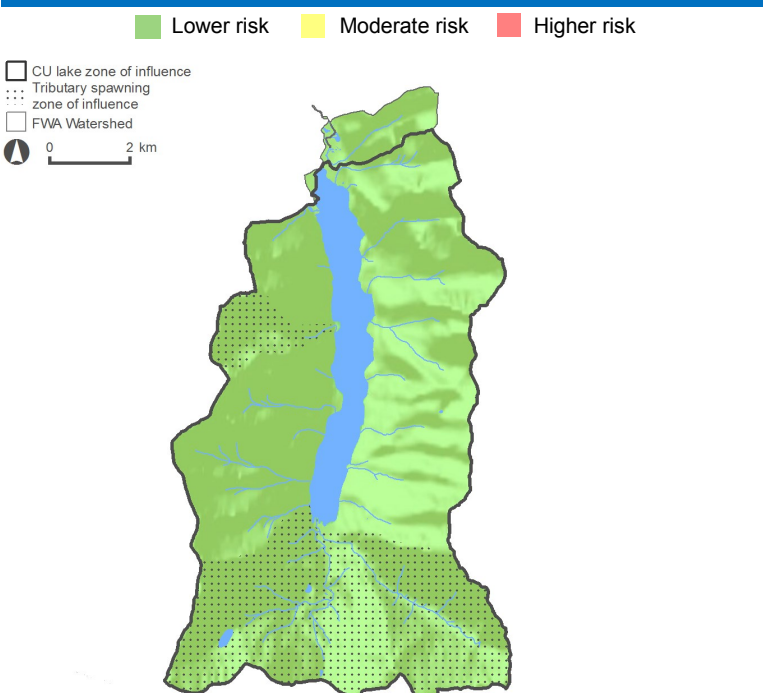 Lower risk Moderate risk Higher risk
CU lake zone of influence
Tributary spawning
zone of influence
FWA Watershed
0 2 km